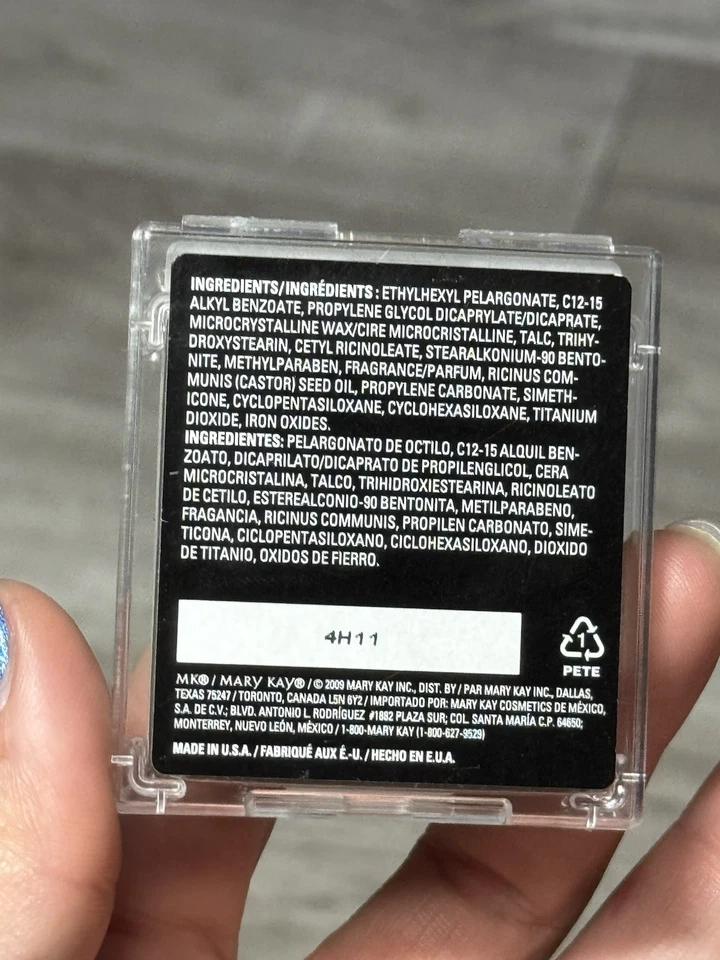 INGREDIENTS/INGRÉDIENTS : ETHYLHEXYL PELARGONATE, C12-15
ALKYL BENZOATE, PROPYLENE GLYCOL DICAPRYLATE/DICAPRATE,
MICROCRYSTALLINE WAX/CIRE MICROCRISTALLINE, TALC, TRIHY-
DROXYSTEARIN, CETYL RICINOLEATE, STEARALKONIUM-90 BENTO-
NITE, METHYLPARABEN, FRAGRANCE/PARFUM, RICINUS COM-
MUNIS (CASTOR) SEED OIL, PROPYLENE CARBONATE, SIMETH-
ICONE, CYCLOPENTASILOXANE, CYCLOHEXASILOXANE, TITANIUM
DIOXIDE, IRON OXIDES.
INGREDIENTES: PELARGONATO DE OCTILO, C12-15 ALQUIL BEN-
ZOATO, DICAPRILATO/DICAPRATO DE PROPILENGLICOL, CERA
MICROCRISTALINA, TALCO, TRIHIDROXIESTEARINA, RICINOLEATO
DE CETILO, ESTEREALCONIO-90 BENTONITA, METILPARABENO,
FRAGANCIA, RICINUS COMMUNIS, PROPILEN CARBONATO, SIME-
TICONA, CICLOPENTASILOXANO, CICLOHEXASILOXANO, DIOXIDO
DE TITANIO, OXIDOS DE FIERRO.
4H11
1
PETE
MK® / MARY KAY® / © 2009 MARY KAY INC., DIST. BY / PAR MARY KAY INC., DALLAS,
TEXAS 75247 / TORONTO, CANADA L5N 6Y2 / IMPORTADO POR: MARY KAY COSMETICS DE MÉXICO,
S.A. DE C.V.; BLVD. ANTONIO L. RODRÍGUEZ #1882 PLAZA SUR; COL. SANTA MARÍA C.P. 64650;
MONTERREY, NUEVO LEÓN, MÉXICO / 1-800-MARY KAY (1-800-627-9529)
MADE IN U.S.A. / FABRIQUÉ AUX É.-U. / HECHO EN E.U.A.